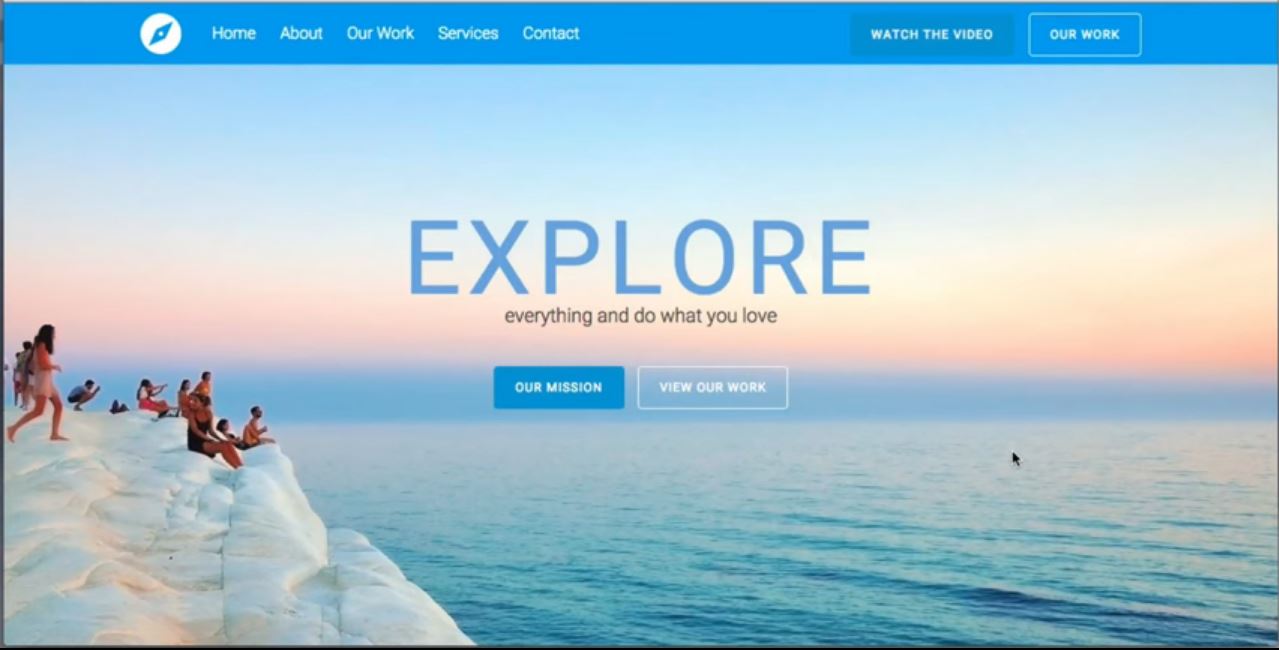 Home About Our Work Services Contact WATCH THE VIDEO OUR WORK
EXPLORE
everything and do what you love
OUR MISSION VIEW OUR WORK